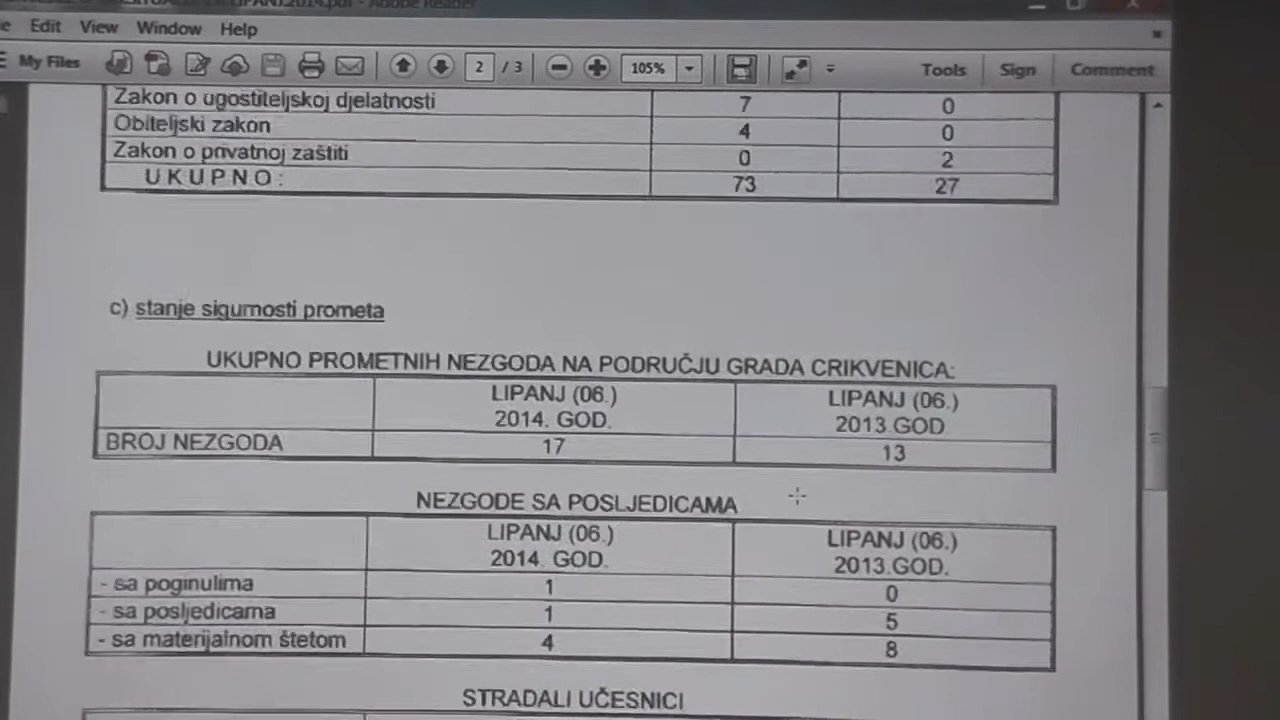 Edit View Window Help
My Files 2 / 3 105% Tools Sign Comment
Zakon o ugostiteljskoj djelatnosti 7 0
Obiteljski zakon 4 0
Zakon o privatnoj zaštiti 0 2
U K U P N O : 73 27
c) stanje sigurnosti prometa
UKUPNO PROMETNIH NEZGODA NA PODRUČJU GRADA CRIKVENICA:
LIPANJ (06.) LIPANJ (06.)
2014. GOD. 2013.GOD.
BROJ NEZGODA 17 13
NEZGODE SA POSLJEDICAMA
LIPANJ (06.) LIPANJ (06.)
2014. GOD. 2013.GOD.
- sa poginulima 1 0
- sa posljedicama 1 5
- sa materijalnom štetom 4 8
STRADALI UČESNICI